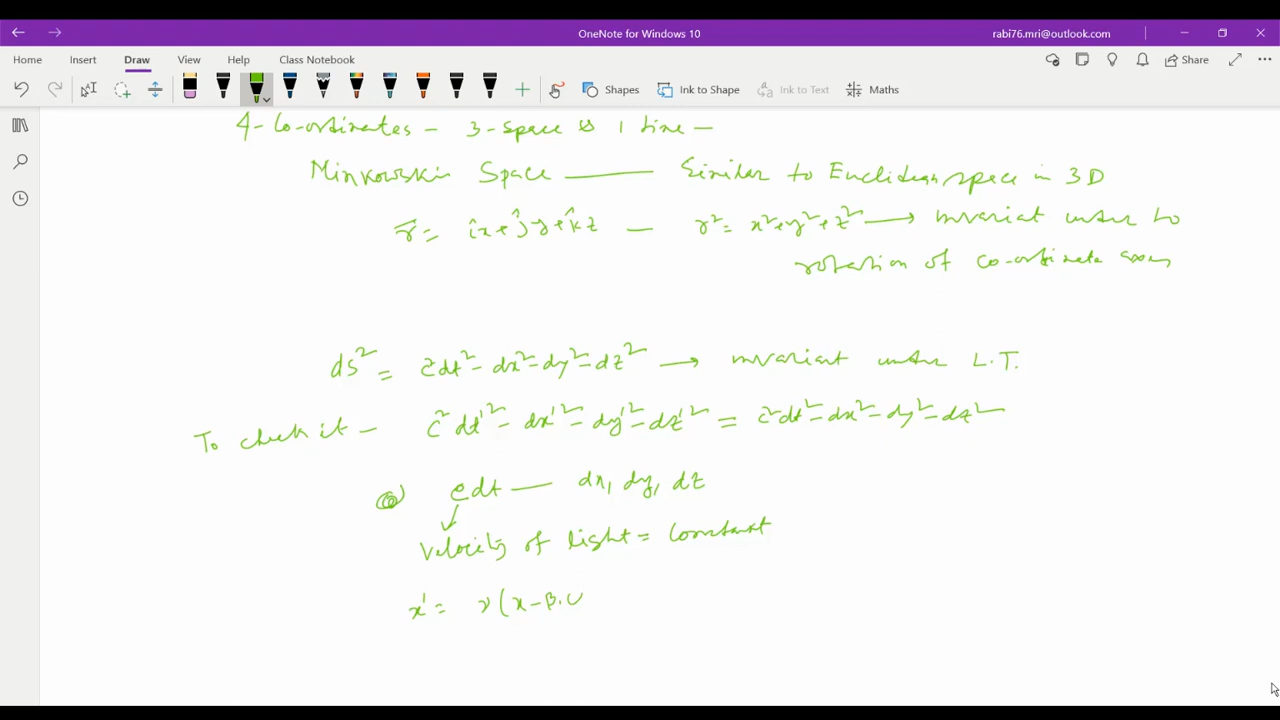 OneNote for Windows 10
rabi76.mri@outlook.com
Home Insert Draw View Help Class Notebook
Share
Shapes Ink to Shape Ink to Text Maths
4-Co-ordinates - 3-space & 1 time -
Minkowski Space —— Similar to Euclidean space in 3D
r̄ = îx+ĵy+k̂z — r²= x²+y²+z² → invariant under to
rotation of co-ordinate axes
ds² = c²dt²-dx²-dy²-dz² → invariant under L.T.
To check it - c²dt'²-dx'²-dy'²-dz'² = c²dt²-dx²-dy²-dz²
cdt — dx, dy, dz
↓
Velocity of light = Constant
x' = γ(x-β.